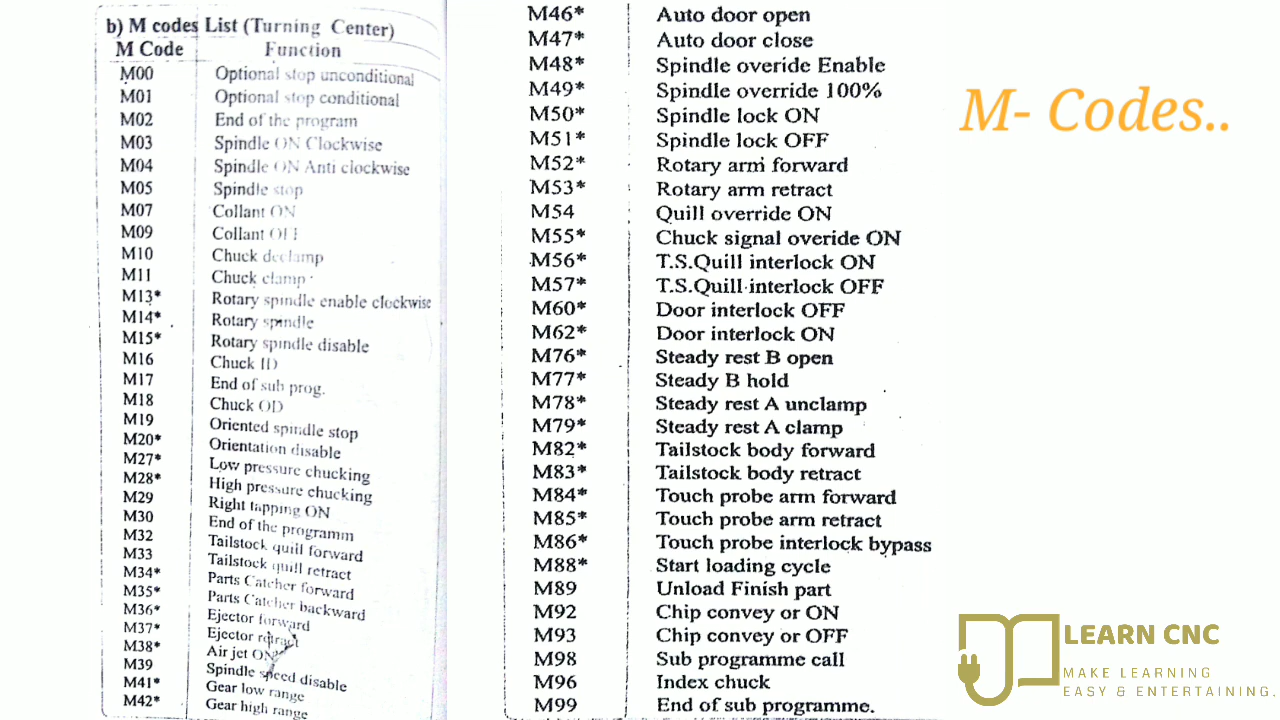 b) M codes List (Turning Center)
M Code Function
M00 Optional stop unconditional
M01 Optional stop conditional
M02 End of the program
M03 Spindle ON Clockwise
M04 Spindle ON Anti clockwise
M05 Spindle stop
M07 Collant ON
M09 Collant OFF
M10 Chuck declamp
M11 Chuck clamp
M13* Rotary spindle enable clockwise
M14* Rotary spindle
M15* Rotary spindle disable
M16 Chuck ID
M17 End of sub prog.
M18 Chuck OD
M19 Oriented spindle stop
M20* Orientation disable
M27* Low pressure chucking
M28* High pressure chucking
M29 Right tapping ON
M30 End of the programm
M32 Tailstock quill forward
M33 Tailstock quill retract
M34* Parts Catcher forward
M35* Parts Catcher backward
M36* Ejector forward
M37* Ejector retract
M38* Air jet ON
M39 Spindle speed disable
M41* Gear low range
M42* Gear high range
M46* Auto door open
M47* Auto door close
M48* Spindle overide Enable
M49* Spindle override 100%
M50* Spindle lock ON
M51* Spindle lock OFF
M52* Rotary arm forward
M53* Rotary arm retract
M54 Quill override ON
M55* Chuck signal overide ON
M56* T.S.Quill interlock ON
M57* T.S.Quill interlock OFF
M60* Door interlock OFF
M62* Door interlock ON
M76* Steady rest B open
M77* Steady B hold
M78* Steady rest A unclamp
M79* Steady rest A clamp
M82* Tailstock body forward
M83* Tailstock body retract
M84* Touch probe arm forward
M85* Touch probe arm retract
M86* Touch probe interlock bypass
M88* Start loading cycle
M89 Unload Finish part
M92 Chip convey or ON
M93 Chip convey or OFF
M98 Sub programme call
M96 Index chuck
M99 End of sub programme.
M- Codes..
LEARN CNC
MAKE LEARNING
EASY & ENTERTAINING.